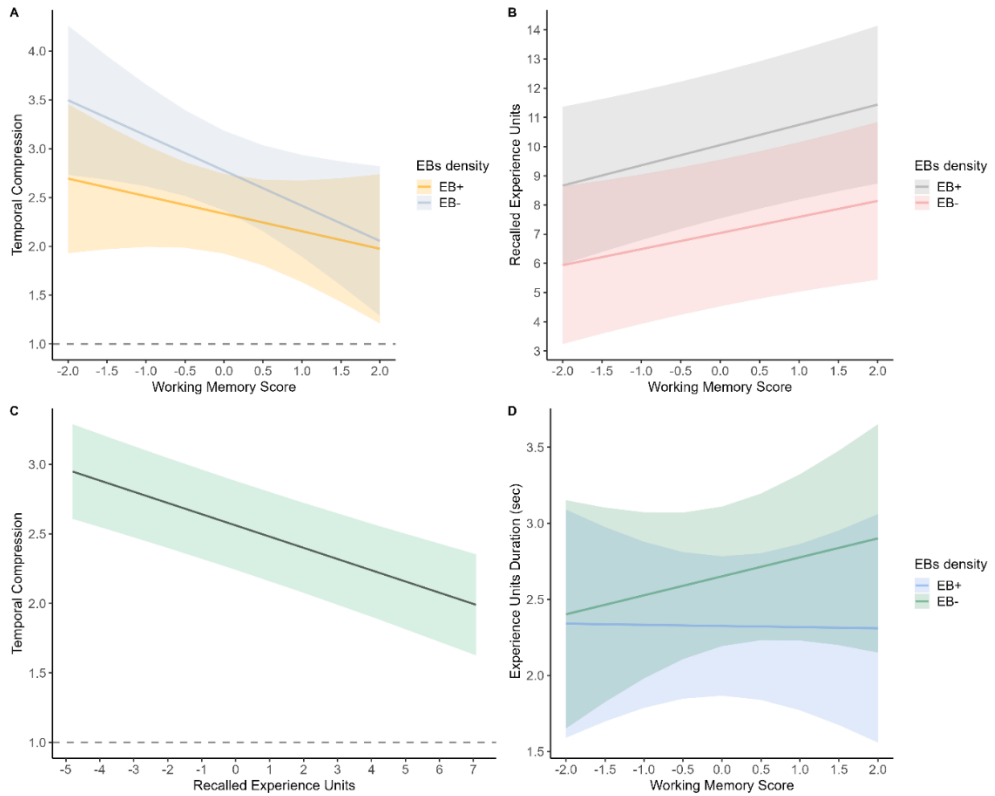 A
Temporal Compression
4.0
3.5
3.0
2.5
2.0
1.5
1.0
-2.0 -1.5 -1.0 -0.5 0.0 0.5 1.0 1.5 2.0
Working Memory Score
EBs density
EB+
EB-
B
Recalled Experience Units
14
13
12
11
10
9
8
7
6
5
4
3
-2.0 -1.5 -1.0 -0.5 0.0 0.5 1.0 1.5 2.0
Working Memory Score
EBs density
EB+
EB-
C
Temporal Compression
3.0
2.5
2.0
1.5
1.0
-5 -4 -3 -2 -1 0 1 2 3 4 5 6 7
Recalled Experience Units
D
Experience Units Duration (sec)
3.5
3.0
2.5
2.0
1.5
-2.0 -1.5 -1.0 -0.5 0.0 0.5 1.0 1.5 2.0
Working Memory Score
EBs density
EB+
EB-